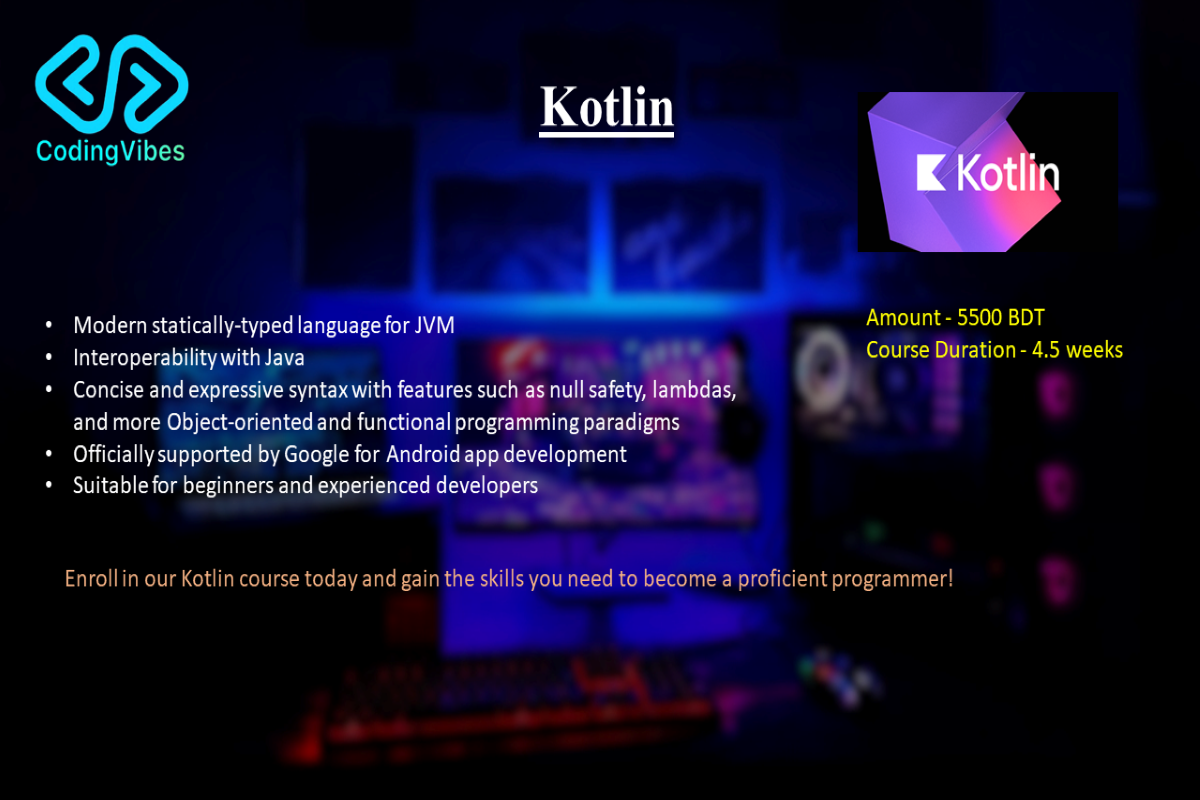 CodingVibes
Kotlin
Kotlin
• Modern statically-typed language for JVM
• Interoperability with Java
• Concise and expressive syntax with features such as null safety, lambdas,
and more Object-oriented and functional programming paradigms
• Officially supported by Google for Android app development
• Suitable for beginners and experienced developers
Amount - 5500 BDT
Course Duration - 4.5 weeks
Enroll in our Kotlin course today and gain the skills you need to become a proficient programmer!